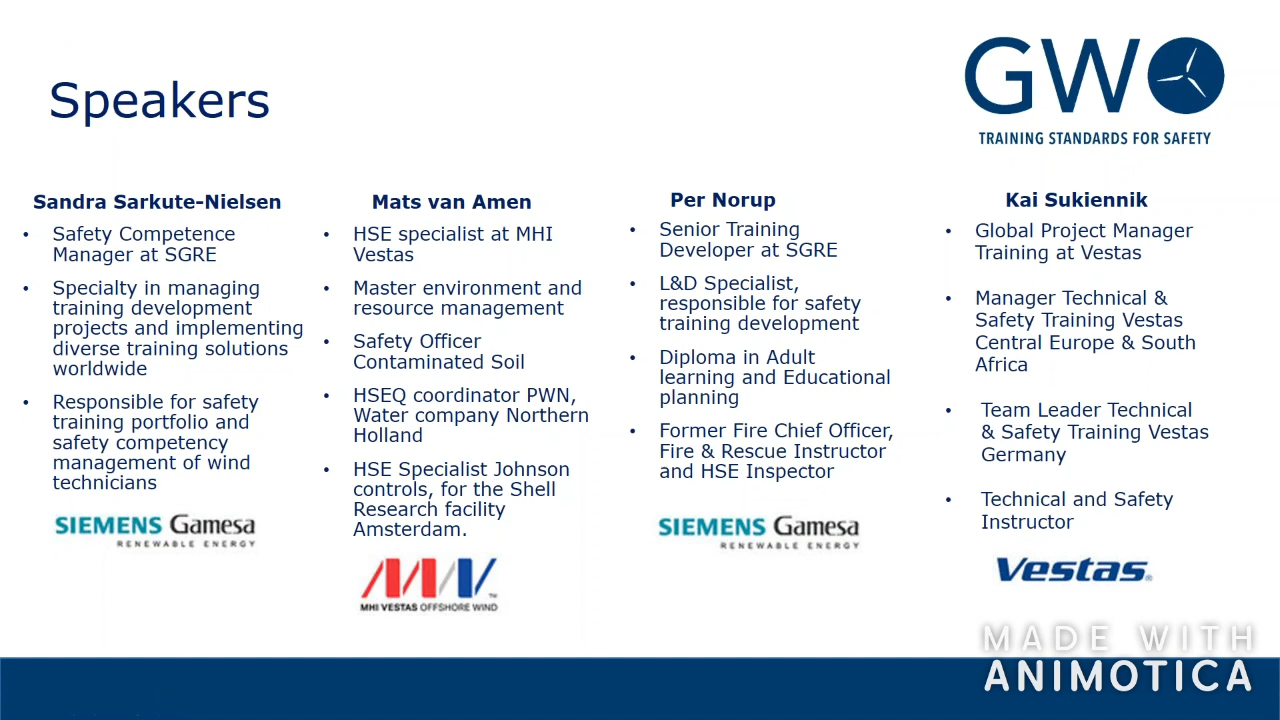 Speakers
GWO
TRAINING STANDARDS FOR SAFETY
Sandra Sarkute-Nielsen
• Safety Competence
Manager at SGRE
• Specialty in managing
training development
projects and implementing
diverse training solutions
worldwide
• Responsible for safety
training portfolio and
safety competency
management of wind
technicians
SIEMENS Gamesa
RENEWABLE ENERGY
Mats van Amen
• HSE specialist at MHI
Vestas
• Master environment and
resource management
• Safety Officer
Contaminated Soil
• HSEQ coordinator PWN,
Water company Northern
Holland
• HSE Specialist Johnson
controls, for the Shell
Research facility
Amsterdam.
MHI VESTAS OFFSHORE WIND
Per Norup
• Senior Training
Developer at SGRE
• L&D Specialist,
responsible for safety
training development
• Diploma in Adult
learning and Educational
planning
• Former Fire Chief Officer,
Fire & Rescue Instructor
and HSE Inspector
SIEMENS Gamesa
RENEWABLE ENERGY
Kai Sukiennik
• Global Project Manager
Training at Vestas
• Manager Technical &
Safety Training Vestas
Central Europe & South
Africa
• Team Leader Technical
& Safety Training Vestas
Germany
• Technical and Safety
Instructor
Vestas®
MADE WITH
ANIMOTICA